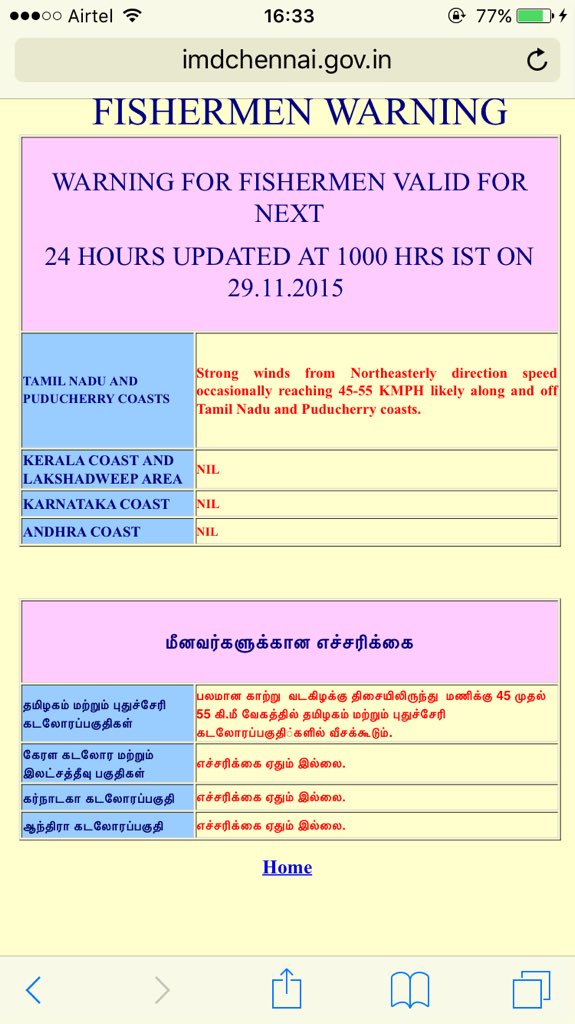 Airtel 16:33 77%
imdchennai.gov.in
FISHERMEN WARNING
WARNING FOR FISHERMEN VALID FOR
NEXT
24 HOURS UPDATED AT 1000 HRS IST ON
29.11.2015
TAMIL NADU AND
PUDUCHERRY COASTS
Strong winds from Northeasterly direction speed
occasionally reaching 45-55 KMPH likely along and off
Tamil Nadu and Puducherry coasts.
KERALA COAST AND
LAKSHADWEEP AREA
NIL
KARNATAKA COAST
NIL
ANDHRA COAST
NIL
மீனவர்களுக்கான எச்சரிக்கை
தமிழகம் மற்றும் புதுச்சேரி
கடலோரப்பகுதிகள்
பலமான காற்று வடகிழக்கு திசையிலிருந்து மணிக்கு 45 முதல்
55 கி.மீ வேகத்தில் தமிழகம் மற்றும் புதுச்சேரி
கடலோரப்பகுதி்களில் வீசக்கூடும்.
கேரள கடலோர மற்றும்
இலட்சத்தீவு பகுதிகள்
எச்சரிக்கை ஏதும் இல்லை.
கர்நாடகா கடலோரப்பகுதி
எச்சரிக்கை ஏதும் இல்லை.
ஆந்திரா கடலோரப்பகுதி
எச்சரிக்கை ஏதும் இல்லை.
Home